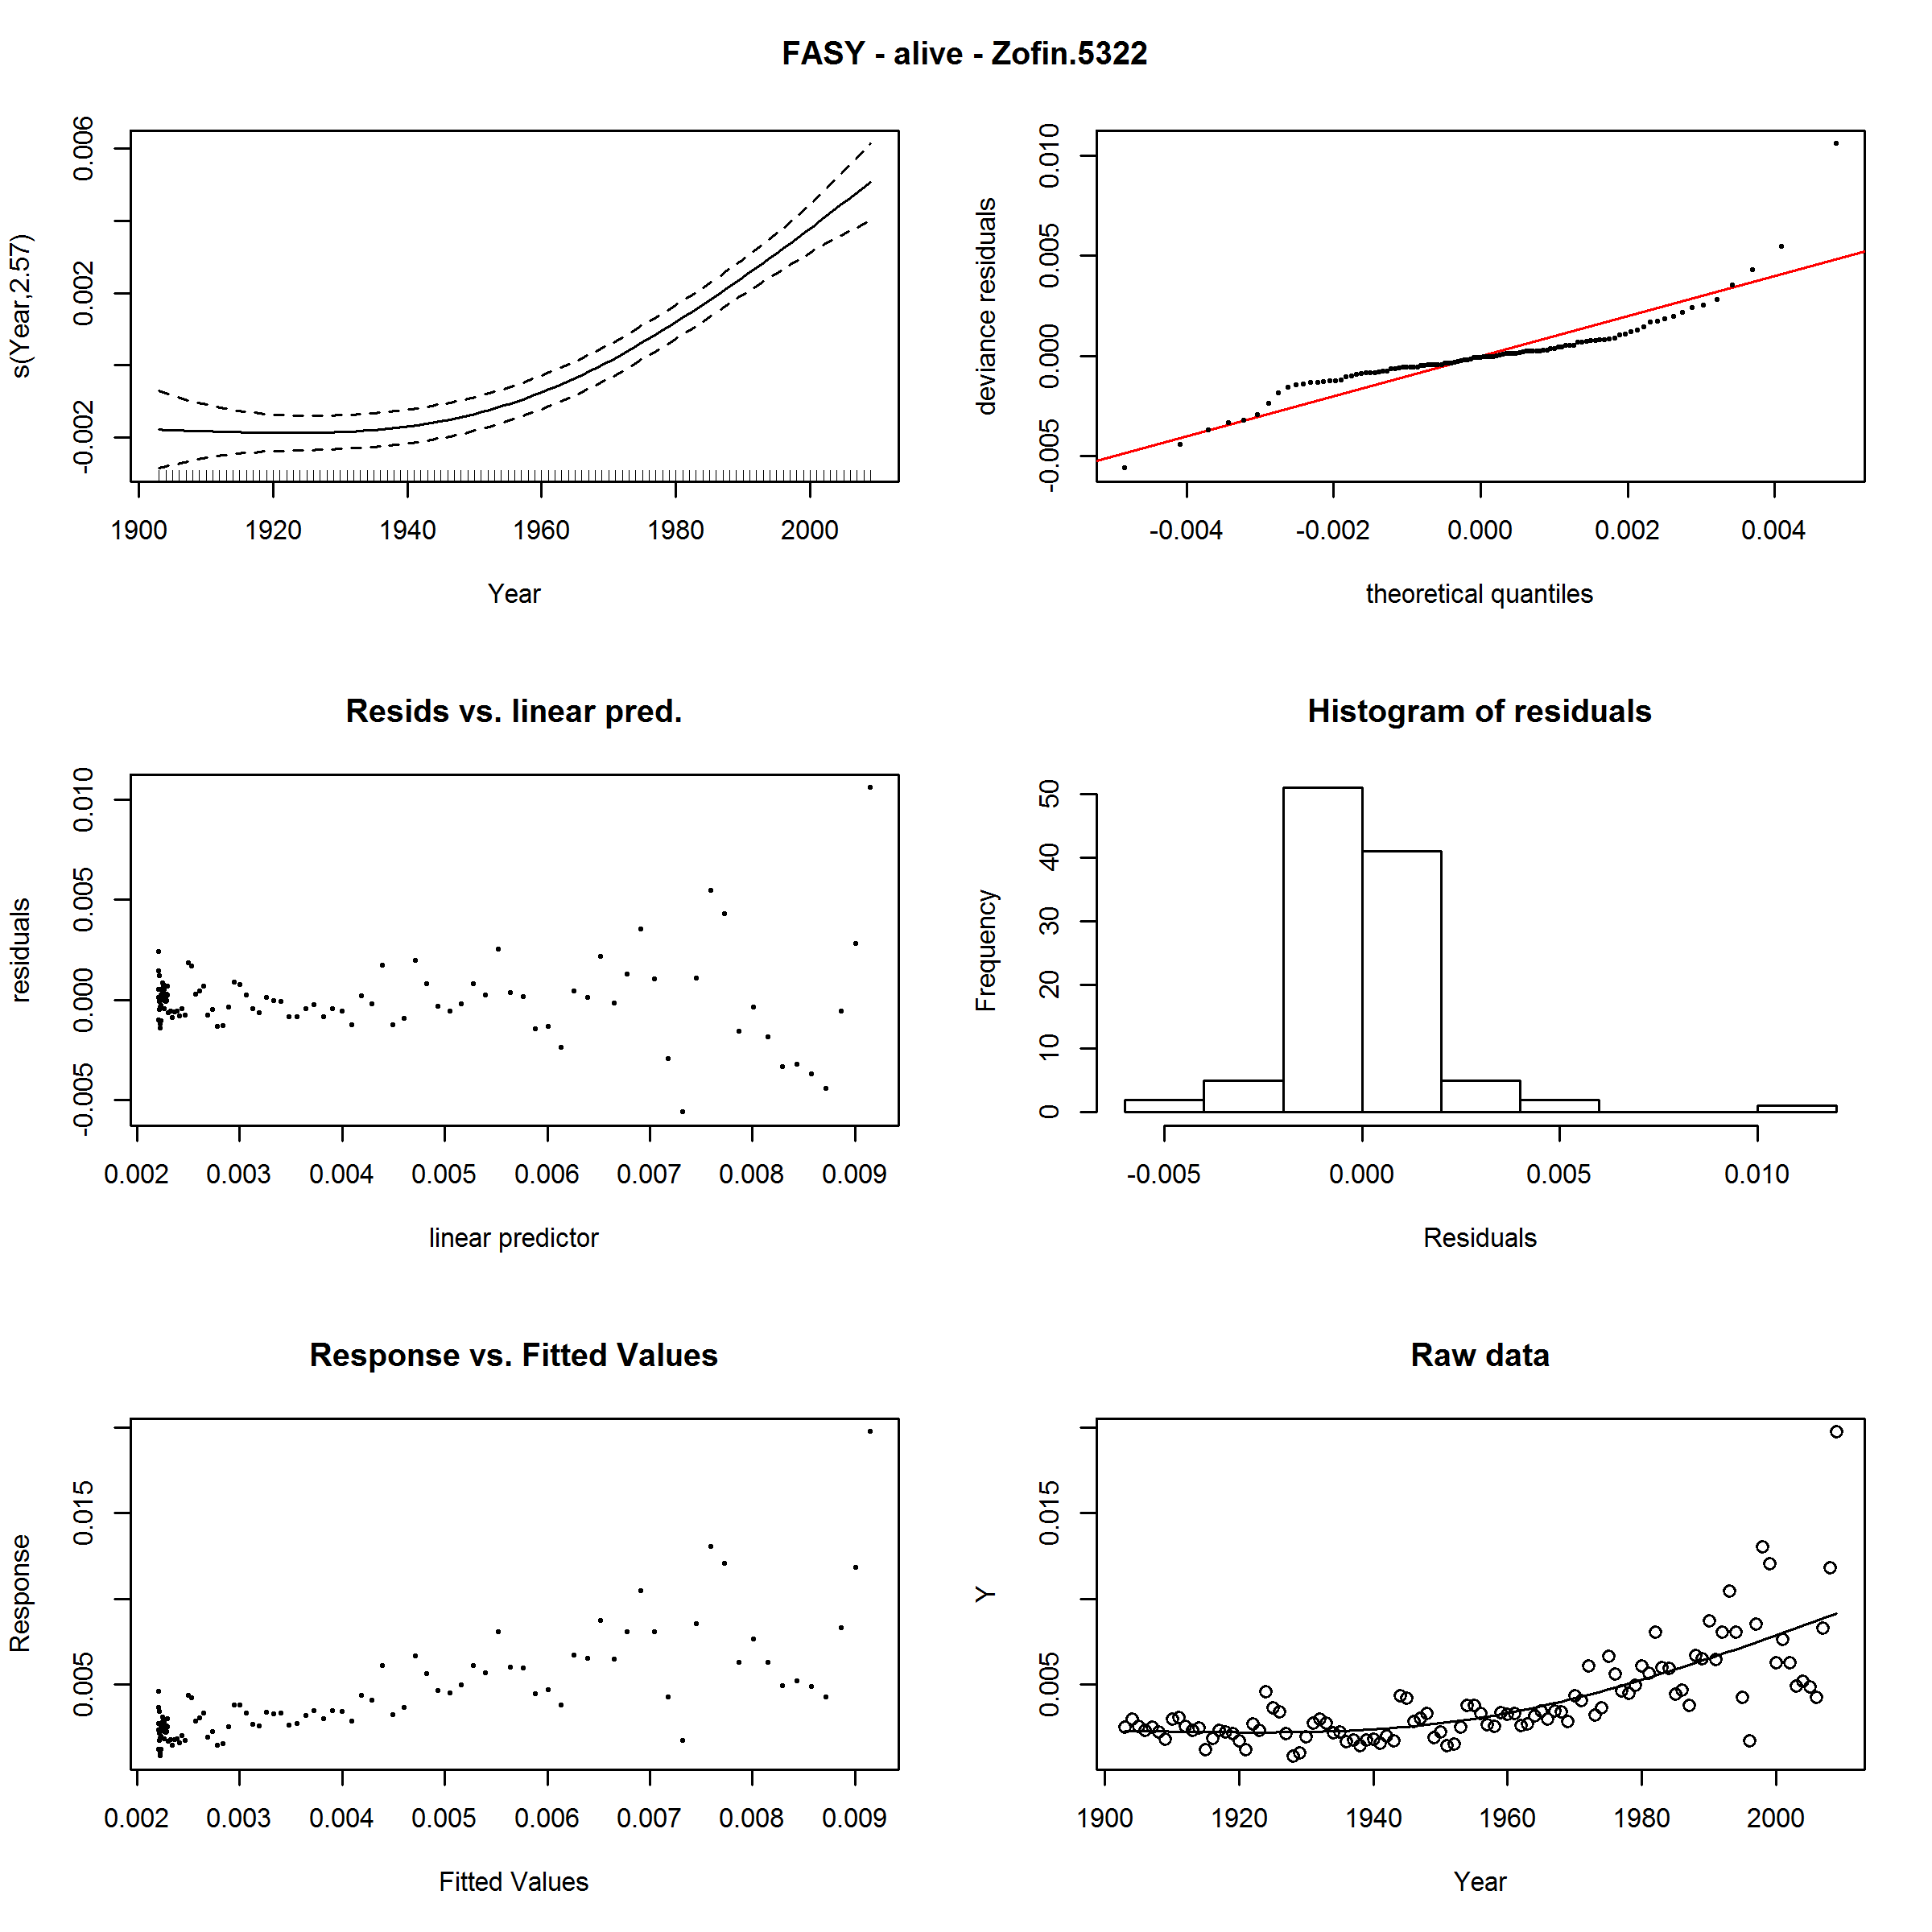 FASY - alive - Zofin.5322
s(Year,2.57)
-0.002 0.002 0.006
1900 1920 1940 1960 1980 2000
Year
deviance residuals
-0.005 0.000 0.005 0.010
-0.004 -0.002 0.000 0.002 0.004
theoretical quantiles
Resids vs. linear pred.
residuals
-0.005 0.000 0.005 0.010
0.002 0.003 0.004 0.005 0.006 0.007 0.008 0.009
linear predictor
Histogram of residuals
Frequency
0 10 20 30 40 50
-0.005 0.000 0.005 0.010
Residuals
Response vs. Fitted Values
Response
0.005 0.015
0.002 0.003 0.004 0.005 0.006 0.007 0.008 0.009
Fitted Values
Raw data
Y
0.005 0.015
1900 1920 1940 1960 1980 2000
Year